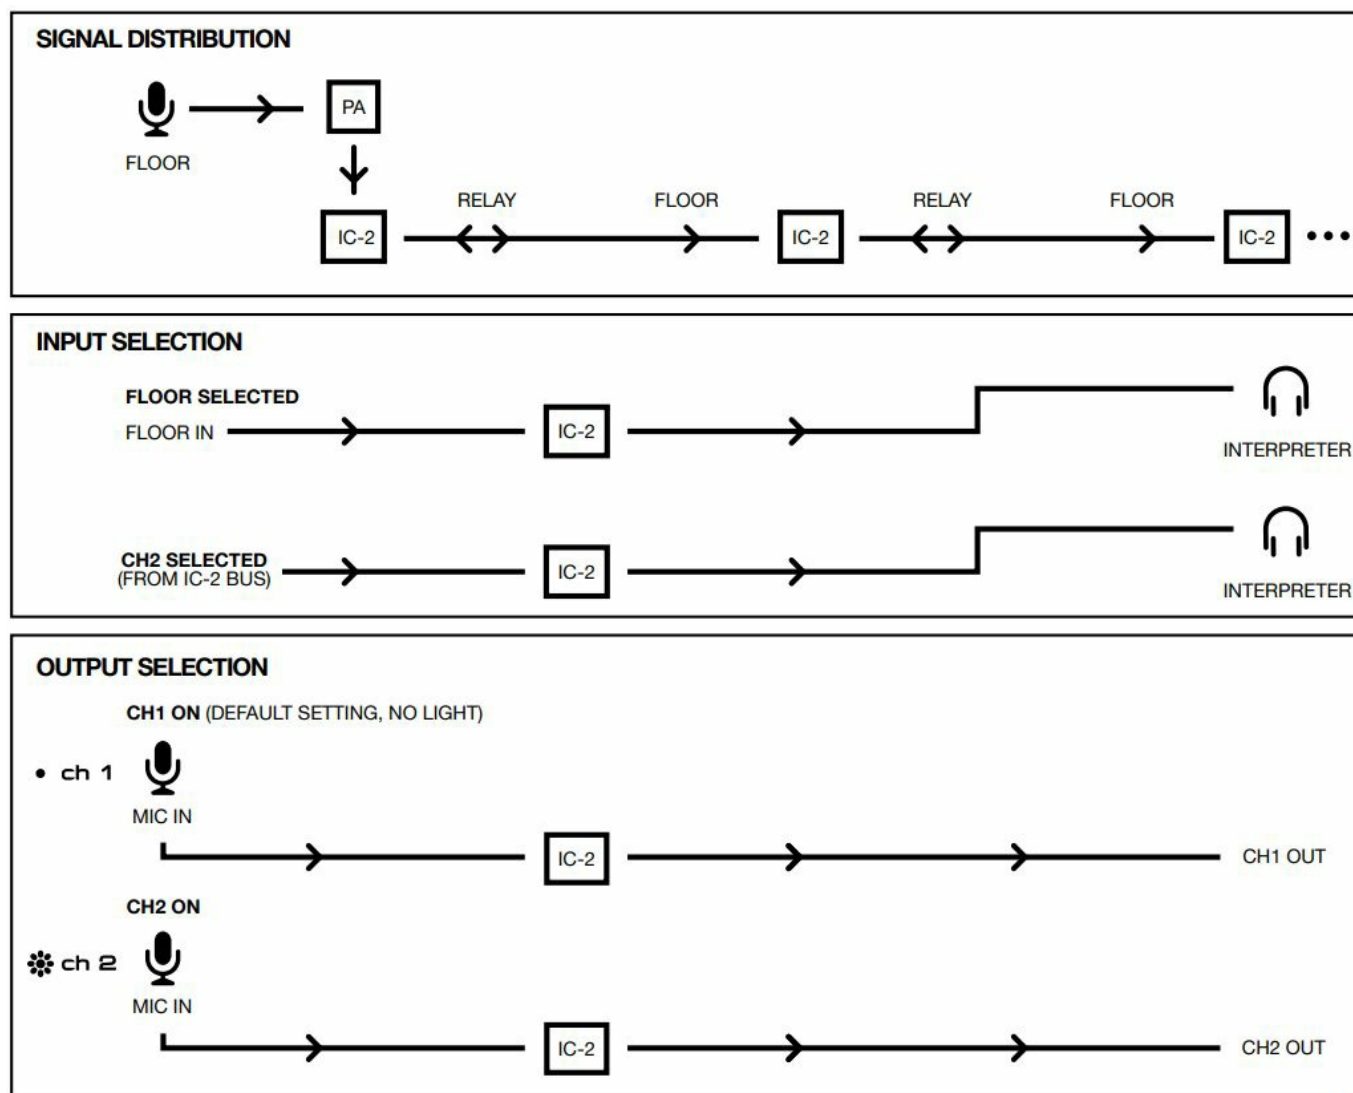 SIGNAL DISTRIBUTION
PA
FLOOR
RELAY
FLOOR
RELAY
FLOOR
IC-2
IC-2
IC-2
INPUT SELECTION
FLOOR SELECTED
FLOOR IN
IC-2
INTERPRETER
CH2 SELECTED
(FROM IC-2 BUS)
IC-2
INTERPRETER
OUTPUT SELECTION
CH1 ON (DEFAULT SETTING, NO LIGHT)
ch 1
MIC IN
IC-2
CH1 OUT
CH2 ON
ch 2
MIC IN
IC-2
CH2 OUT